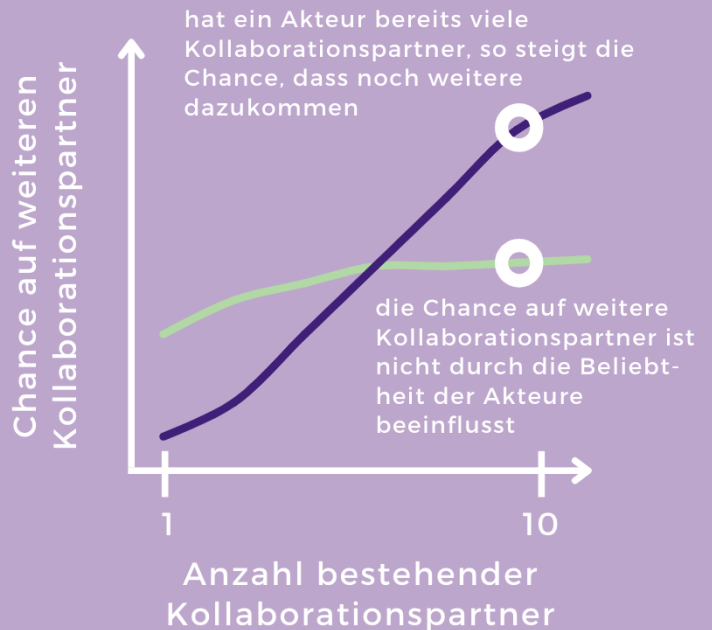 hat ein Akteur bereits viele
Kollaborationspartner, so steigt die
Chance, dass noch weitere
dazukommen
Chance auf weiteren
Kollaborationspartner
die Chance auf weitere
Kollaborationspartner ist
nicht durch die Beliebt-
heit der Akteure
beeinflusst
1
10
Anzahl bestehender
Kollaborationspartner